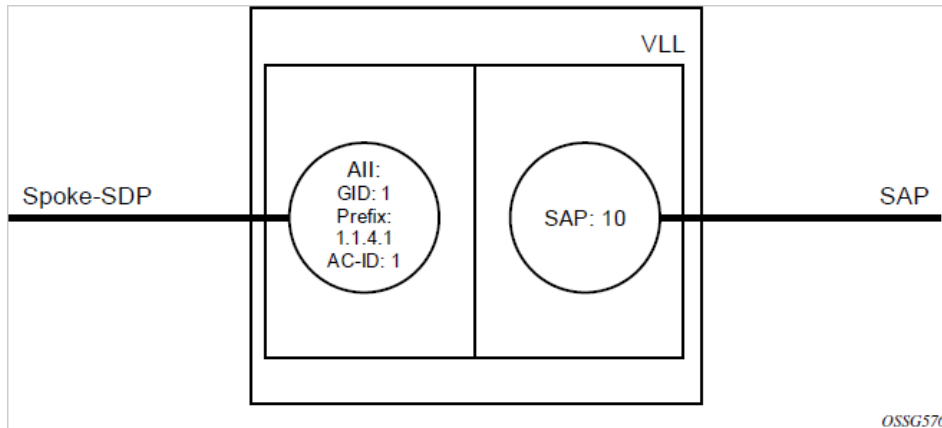 VLL
Spoke-SDP
AII:
GID: 1
Prefix:
1.1.4.1
AC-ID: 1
SAP: 10
SAP